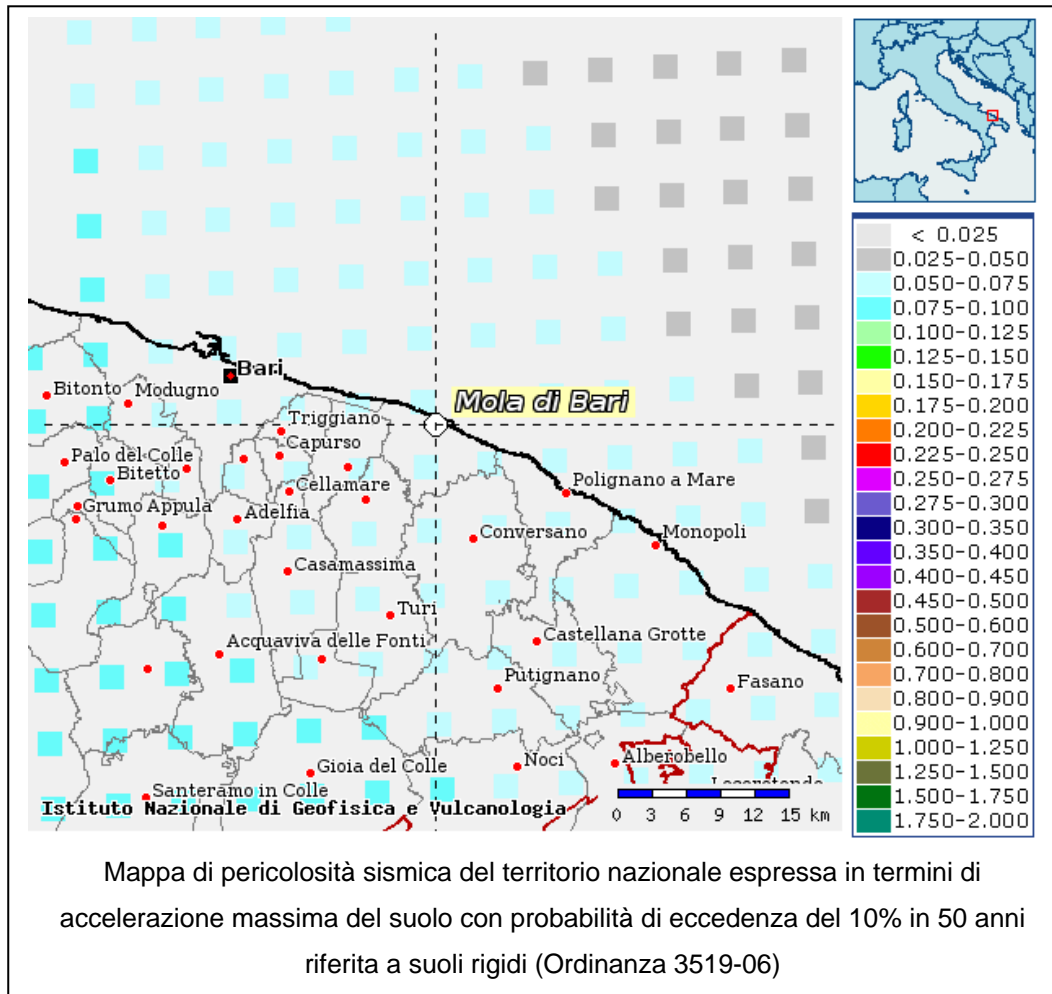 Bari
Bitonto
Modugno
Mola di Bari
Triggiano
Capurso
Palo del Colle
Bitetto
Cellamare
Polignano a Mare
Grumo Appula
Adelfia
Conversano
Monopoli
Casamassima
Turi
Acquaviva delle Fonti
Castellana Grotte
Putignano
Fasano
Gioia del Colle
Noci
Alberobello
Locorotondo
Santeramo in Colle
Istituto Nazionale di Geofisica e Vulcanologia
0 3 6 9 12 15 km
< 0.025
0.025-0.050
0.050-0.075
0.075-0.100
0.100-0.125
0.125-0.150
0.150-0.175
0.175-0.200
0.200-0.225
0.225-0.250
0.250-0.275
0.275-0.300
0.300-0.350
0.350-0.400
0.400-0.450
0.450-0.500
0.500-0.600
0.600-0.700
0.700-0.800
0.800-0.900
0.900-1.000
1.000-1.250
1.250-1.500
1.500-1.750
1.750-2.000
Mappa di pericolosità sismica del territorio nazionale espressa in termini di
accelerazione massima del suolo con probabilità di eccedenza del 10% in 50 anni
riferita a suoli rigidi (Ordinanza 3519-06)